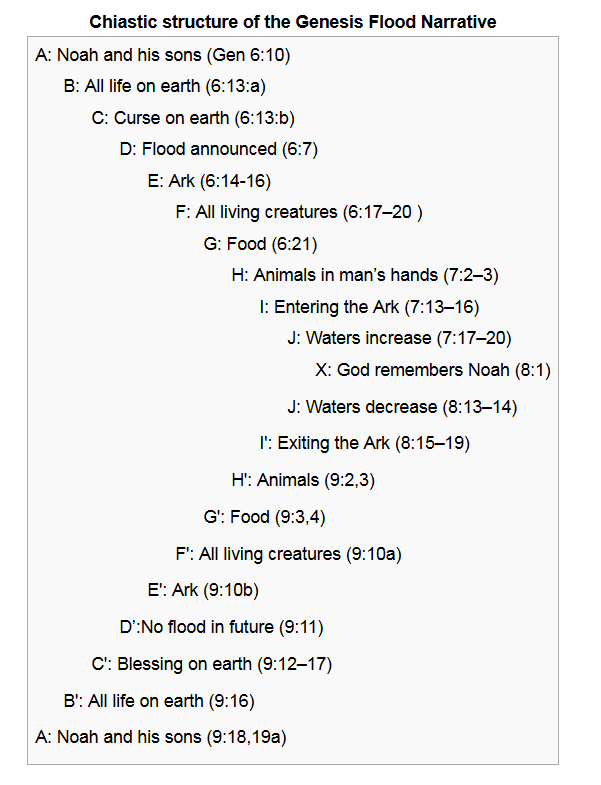 Chiastic structure of the Genesis Flood Narrative
A: Noah and his sons (Gen 6:10)
B: All life on earth (6:13:a)
C: Curse on earth (6:13:b)
D: Flood announced (6:7)
E: Ark (6:14-16)
F: All living creatures (6:17–20 )
G: Food (6:21)
H: Animals in man’s hands (7:2–3)
I: Entering the Ark (7:13–16)
J: Waters increase (7:17–20)
X: God remembers Noah (8:1)
J: Waters decrease (8:13–14)
I': Exiting the Ark (8:15–19)
H': Animals (9:2,3)
G': Food (9:3,4)
F': All living creatures (9:10a)
E': Ark (9:10b)
D’:No flood in future (9:11)
C': Blessing on earth (9:12–17)
B': All life on earth (9:16)
A: Noah and his sons (9:18,19a)